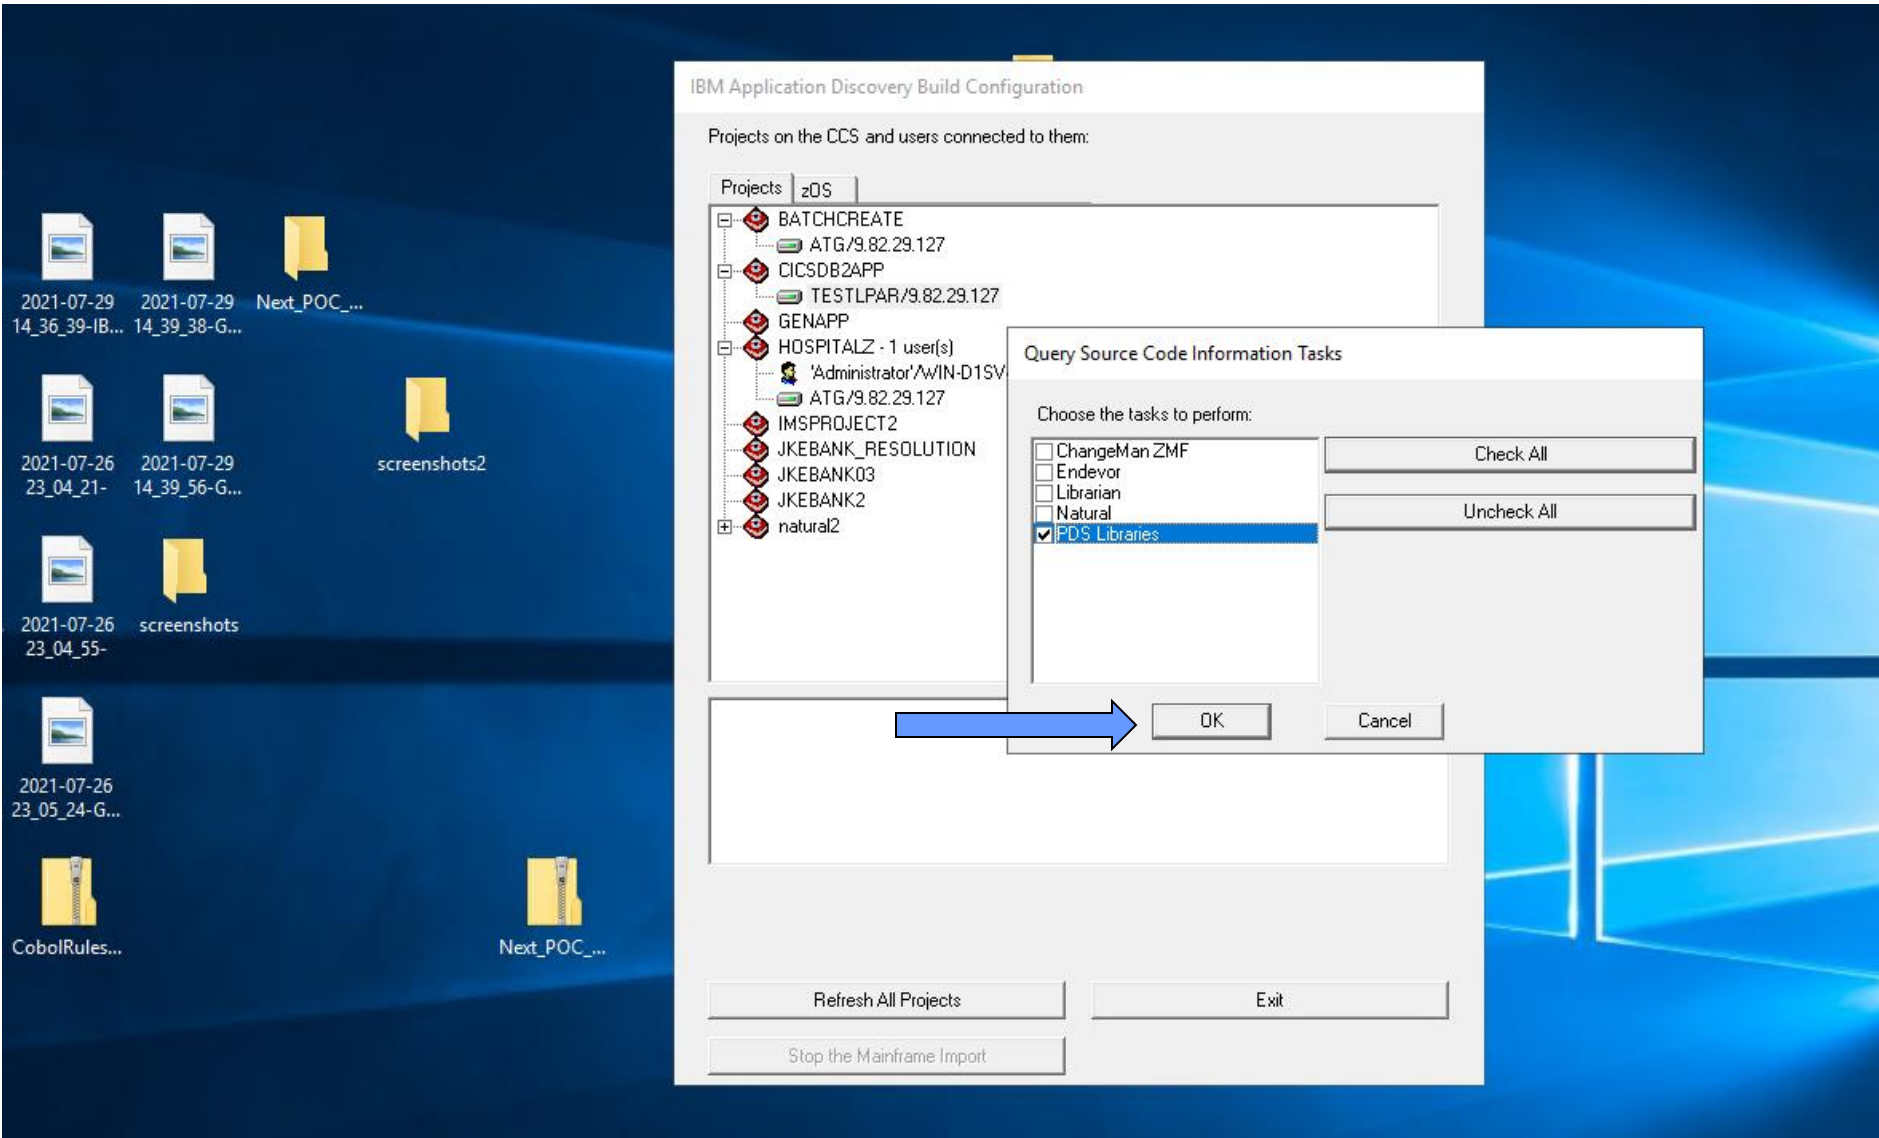 2021-07-29
14_36_39-IB...
2021-07-29
14_39_38-G...
Next_POC_...
2021-07-26
23_04_21-
2021-07-29
14_39_56-G...
screenshots2
2021-07-26
23_04_55-
screenshots
2021-07-26
23_05_24-G...
CobolRules...
Next_POC_...
IBM Application Discovery Build Configuration
Projects on the CCS and users connected to them:
Projects
zOS
BATCHCREATE
ATG/9.82.29.127
CICSDB2APP
TESTLPAR/9.82.29.127
GENAPP
HOSPITALZ - 1 user(s)
'Administrator'/WIN-D1SV
ATG/9.82.29.127
IMSPROJECT2
JKEBANK_RESOLUTION
JKEBANK03
JKEBANK2
natural2
Query Source Code Information Tasks
Choose the tasks to perform:
ChangeMan ZMF
Endevor
Librarian
Natural
PDS Libraries
Check All
Uncheck All
OK
Cancel
Refresh All Projects
Exit
Stop the Mainframe Import